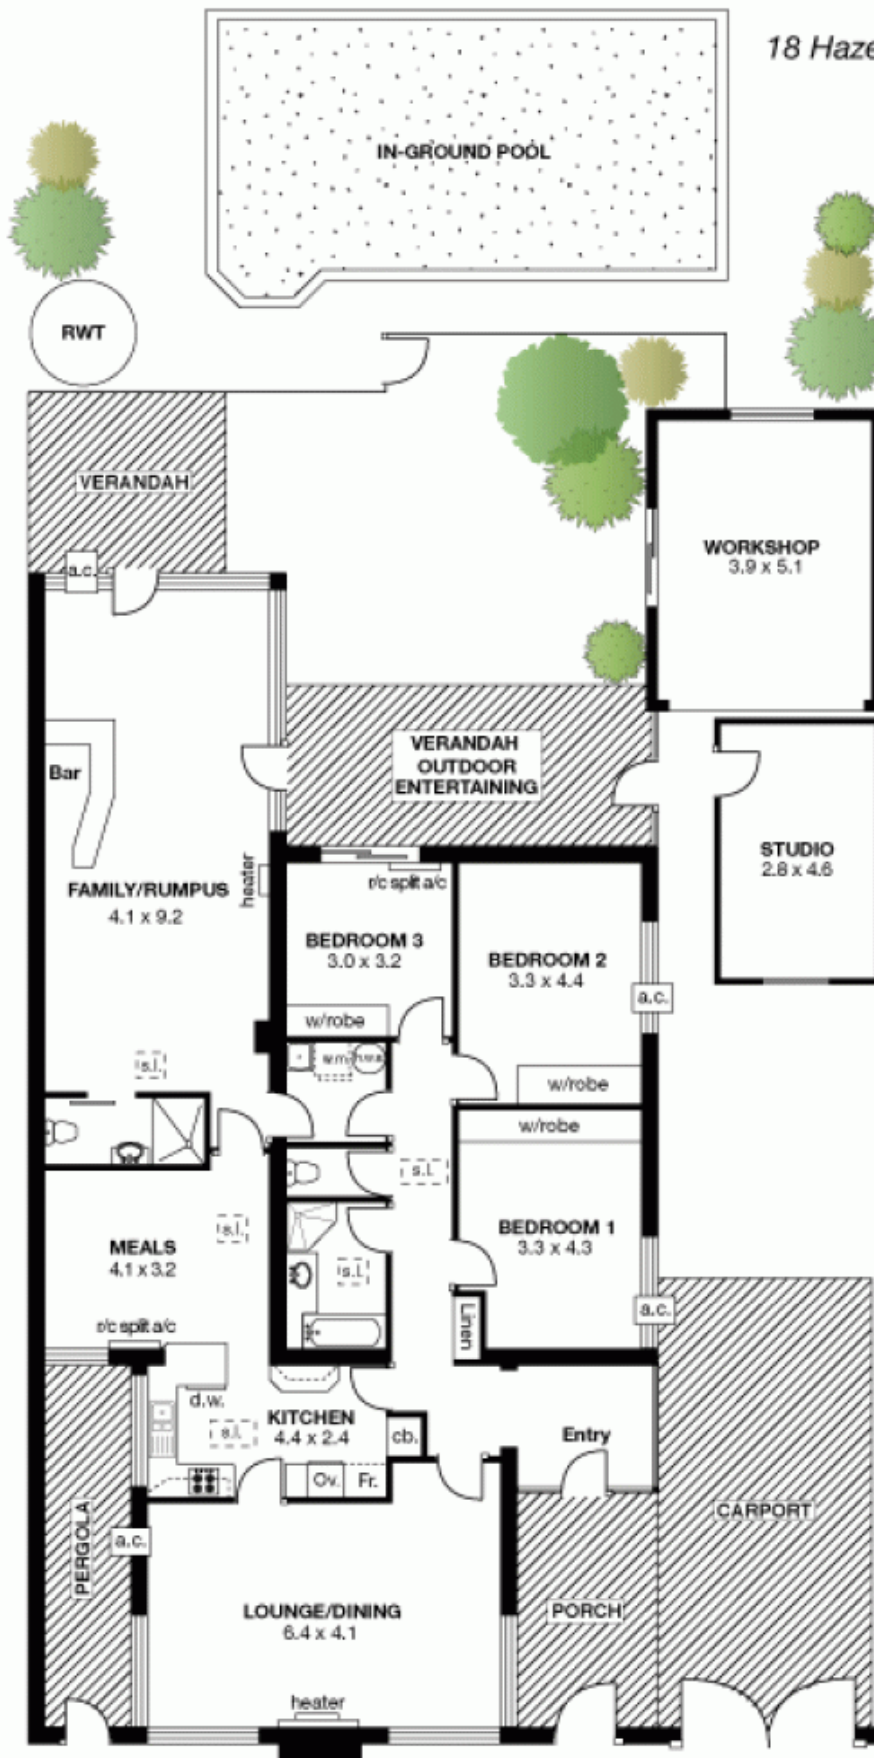 18 Haze
IN-GROUND POOL
RWT
VERANDAH
a.c.
WORKSHOP
3.9 x 5.1
VERANDAH
OUTDOOR
ENTERTAINING
Bar
STUDIO
2.8 x 4.6
FAMILY/RUMPUS
4.1 x 9.2
heater
r/c split a/c
BEDROOM 3
3.0 x 3.2
BEDROOM 2
3.3 x 4.4
a.c.
w/robe
s.l.
w.m.
h.w.s.
w/robe
w/robe
s.l.
MEALS
4.1 x 3.2
s.l.
BEDROOM 1
3.3 x 4.3
s.l.
a.c.
r/c split a/c
Linen
d.w.
KITCHEN
4.4 x 2.4
s.l.
cb.
Entry
Ov.
Fr.
PERGOLA
a.c.
CARPORT
LOUNGE/DINING
6.4 x 4.1
PORCH
heater